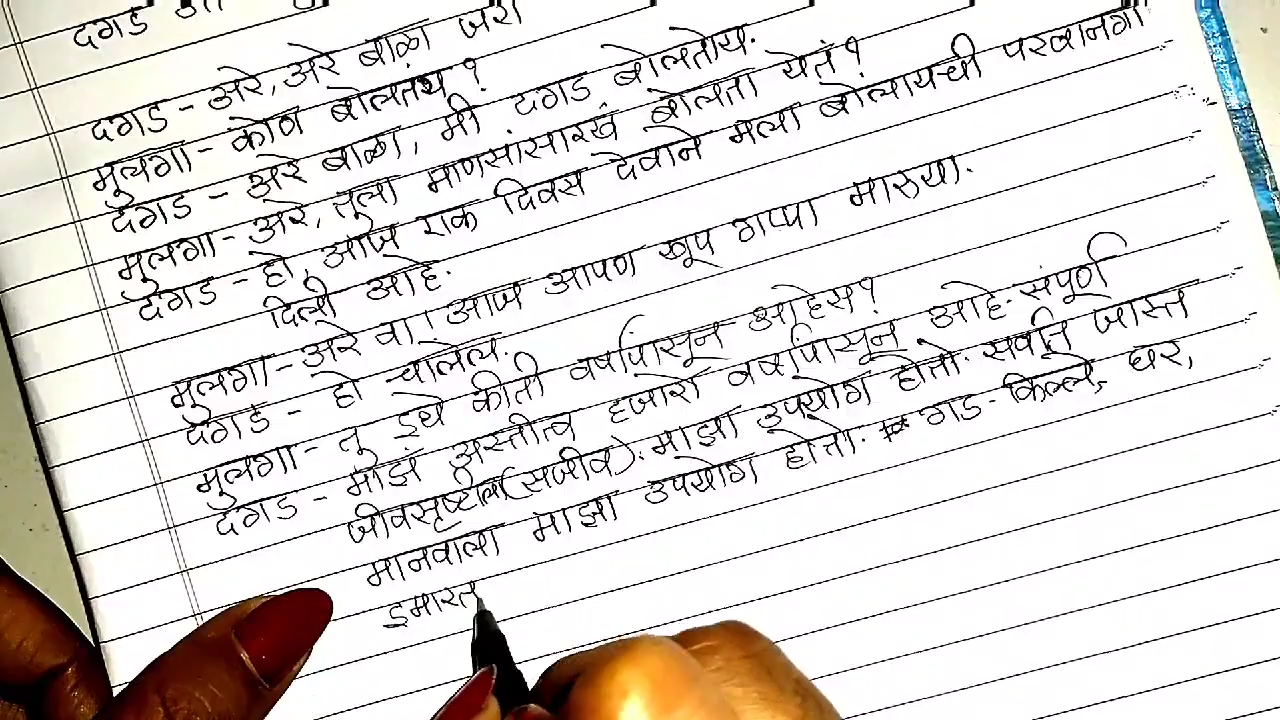 दगड
दगड - अरे, अरे बाळा जरा
मुलगा - कोण बोलतय?
दगड - अरे बाळा, मी दगड बोलतोय.
मुलगा - अरे, तुला माणसांसारखं बोलता येतं?
दगड - हो, आज एक दिवस देवाने मला बोलायची परवानगी
दिली आहे.
मुलगा - अरे वा! आज आपण खूप गप्पा मारूया.
दगड - हो चालेल.
मुलगा - तु इथे कीती वर्षापासून आहेस?
दगड - माझं अस्तीत्व हजारो वर्षापासून आहे. संपूर्ण
जीवसृष्टीला (सजीव). माझा उपयोग होतो. सर्वात जास्त
मानवाला माझा उपयोग होतो. गड-किल्ले, घर,
इमारत